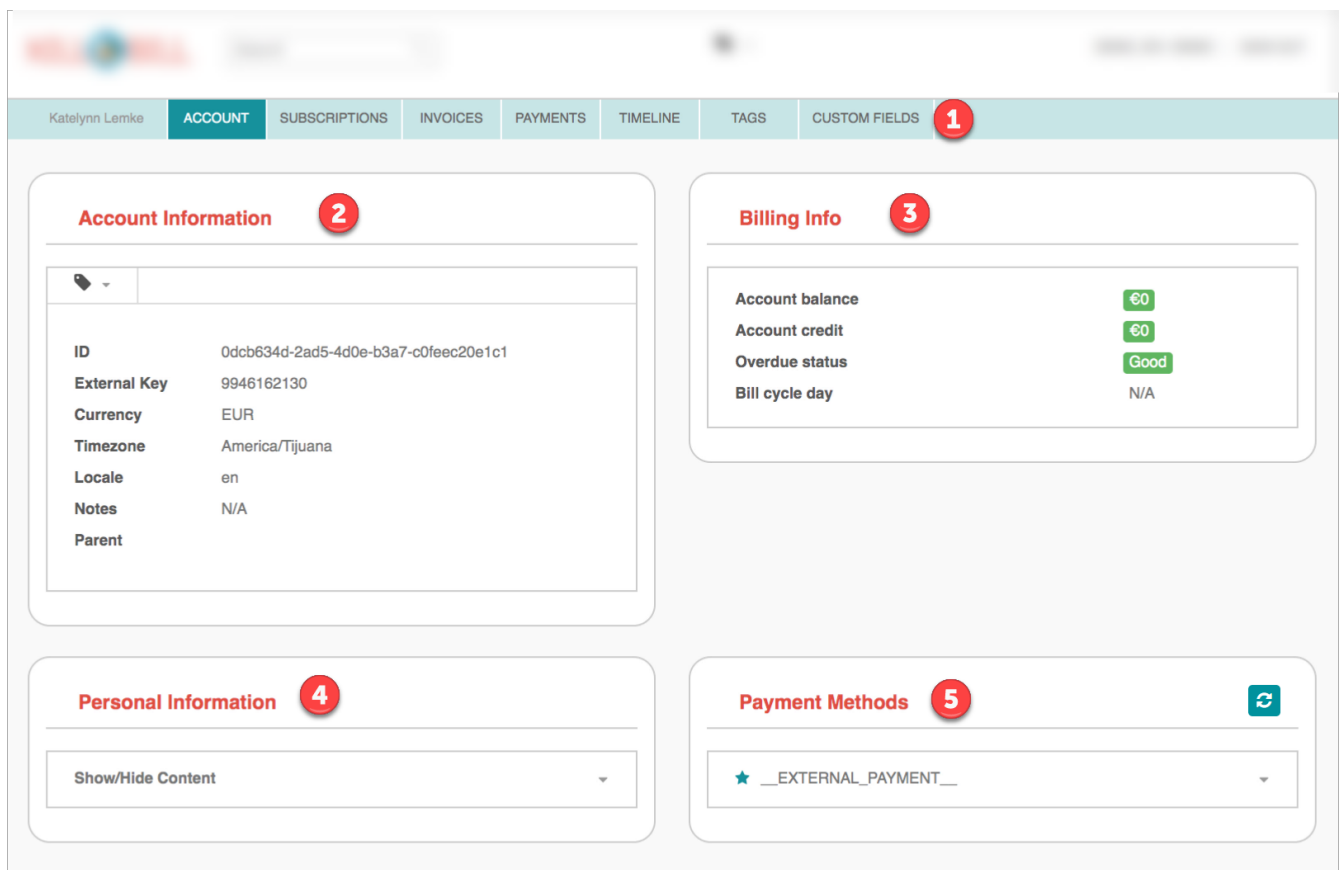 Katelynn Lemke ACCOUNT SUBSCRIPTIONS INVOICES PAYMENTS TIMELINE TAGS CUSTOM FIELDS 1
Account Information 2
ID 0dcb634d-2ad5-4d0e-b3a7-c0feec20e1c1
External Key 9946162130
Currency EUR
Timezone America/Tijuana
Locale en
Notes N/A
Parent
Billing Info 3
Account balance €0
Account credit €0
Overdue status Good
Bill cycle day N/A
Personal Information 4
Show/Hide Content
Payment Methods 5
__EXTERNAL_PAYMENT__